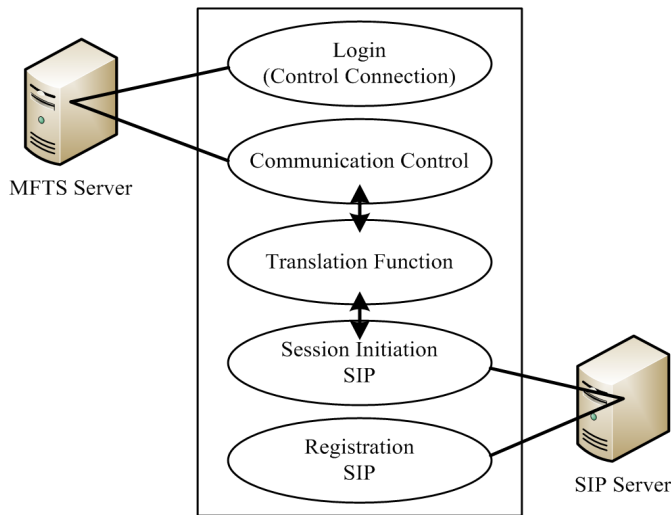 Login
(Control Connection)
MFTS Server
Communication Control
Translation Function
Session Initiation
SIP
Registration
SIP
SIP Server